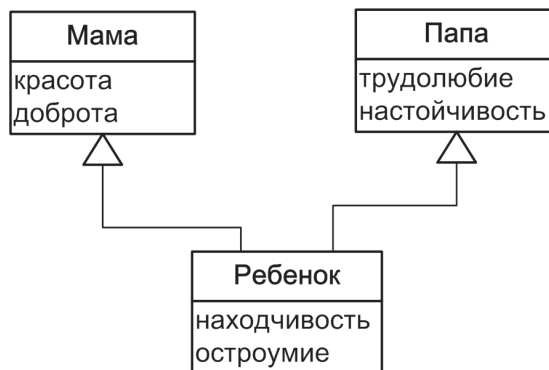 Мама
красота
доброта
Папа
трудолюбие
настойчивость
Ребенок
находчивость
остроумие